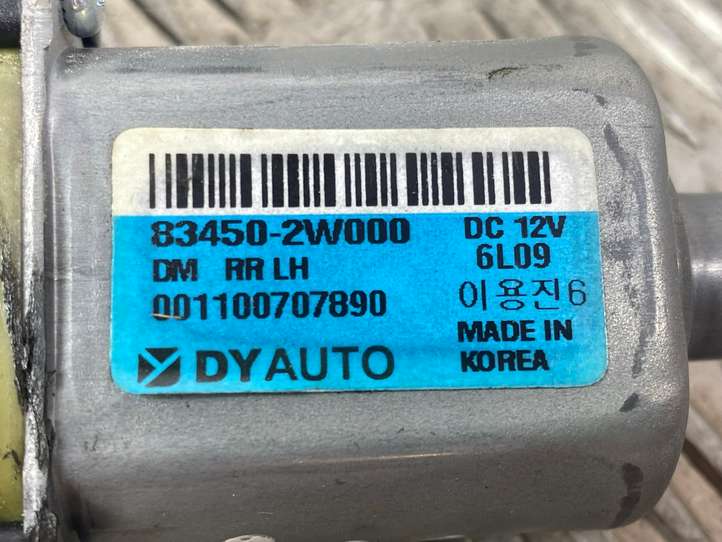 83450-2W000 DC 12V
DM RR LH 6L09
001100707890 이용진6
DYAUTO MADE IN
KOREA